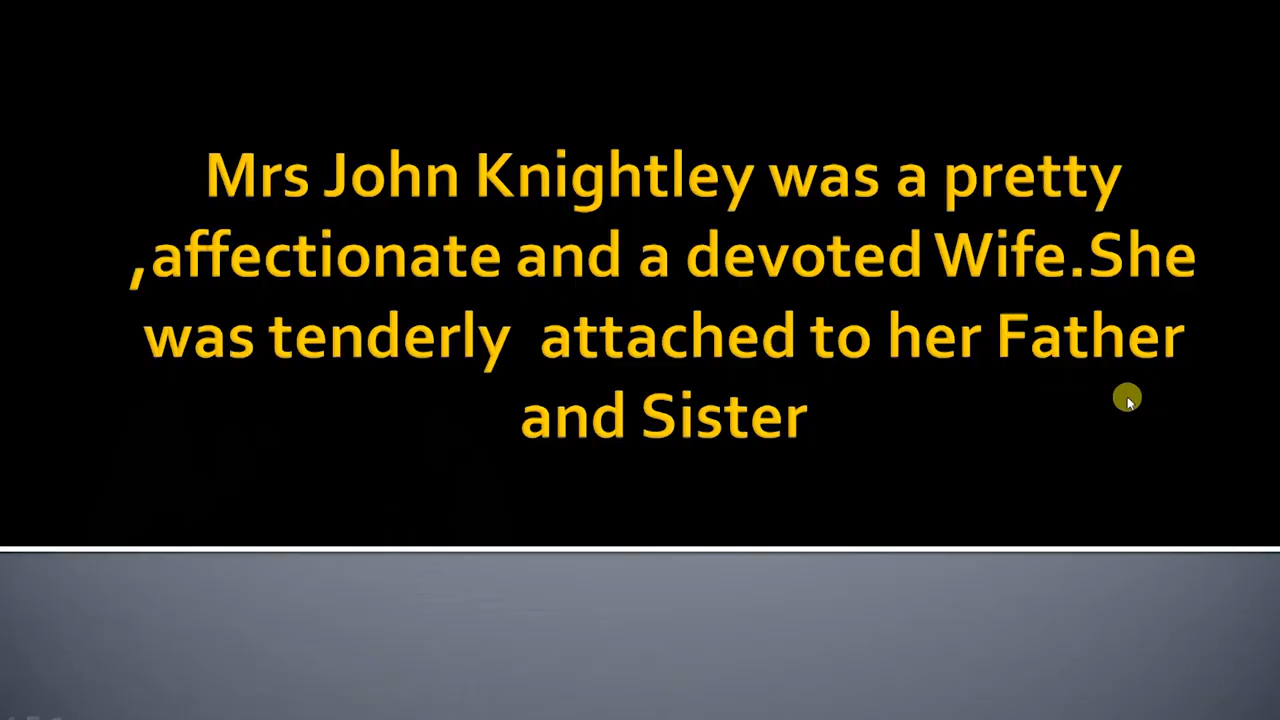 Mrs John Knightley was a pretty
,affectionate and a devoted Wife.She
was tenderly  attached to her Father
and Sister